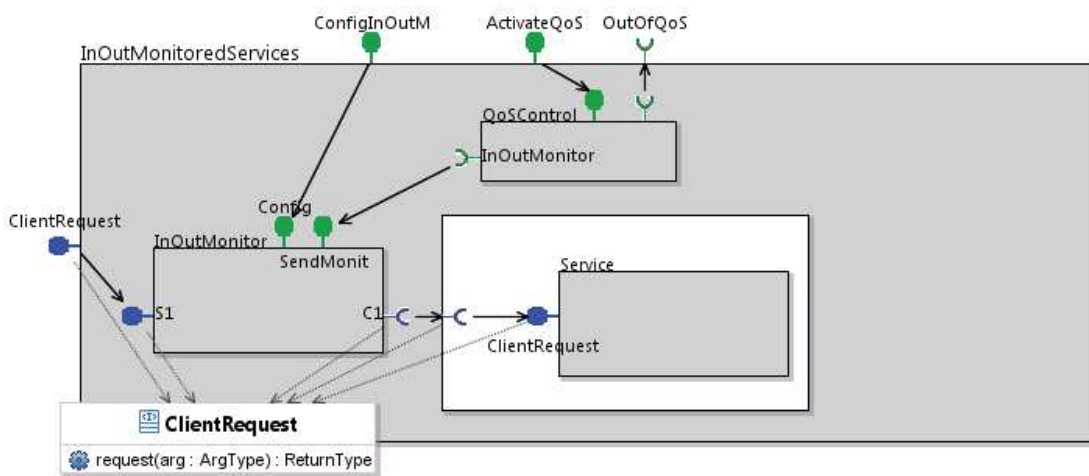 ConfigInOutM
ActivateQoS
OutOfQoS
InOutMonitoredServices
QoSControl
InOutMonitor
ClientRequest
Config
InOutMonitor
SendMonit
S1
C1
Service
ClientRequest
ClientRequest
request(arg : ArgType) : ReturnType